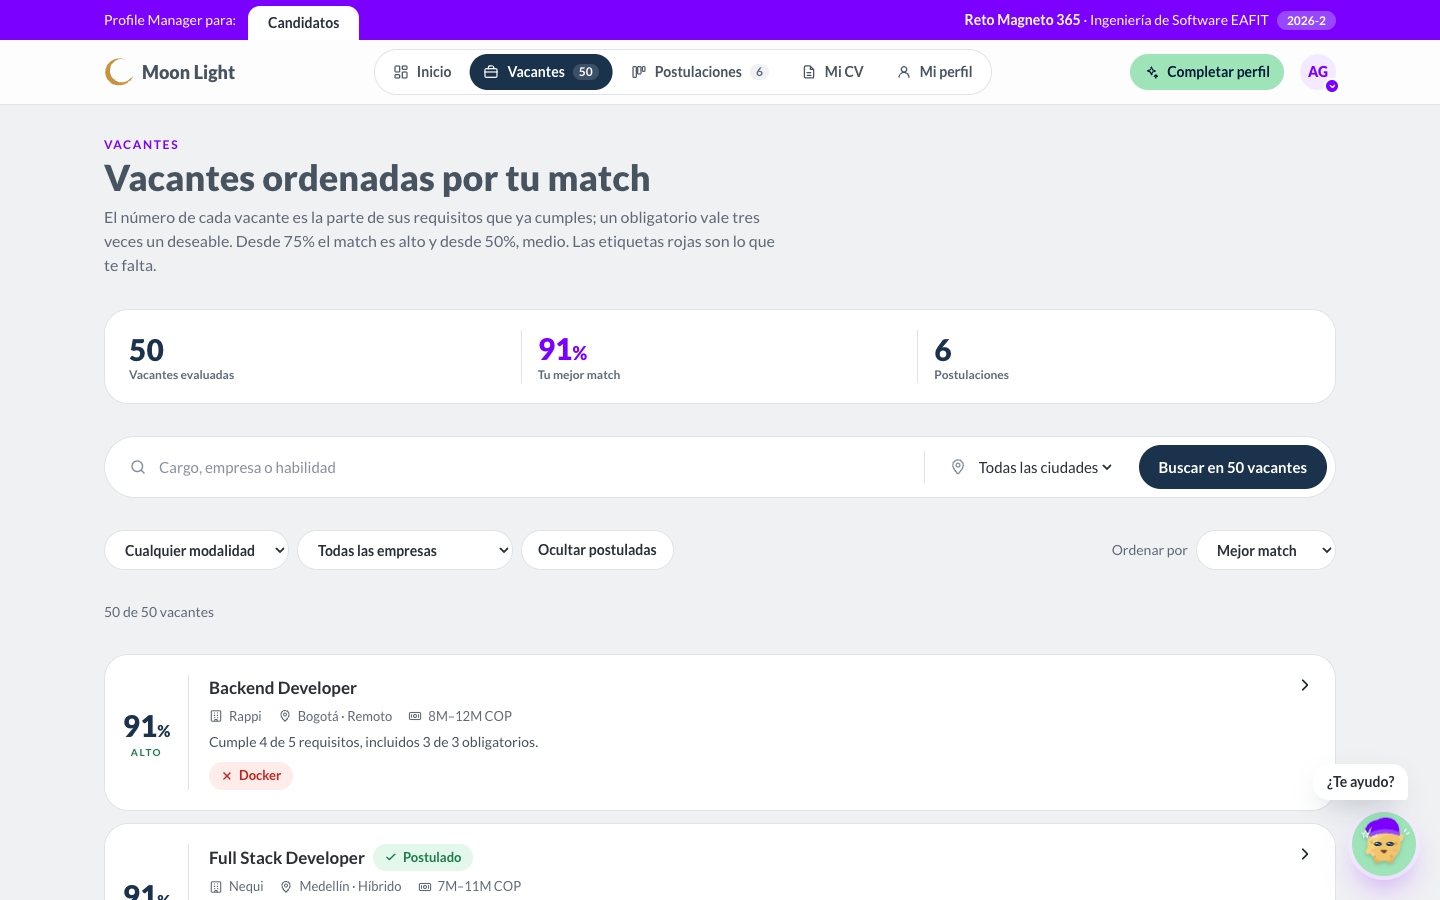 Profile Manager para:
Candidatos
Reto Magneto 365 · Ingeniería de Software EAFIT
2026-2
Moon Light
Inicio
Vacantes 50
Postulaciones 6
Mi CV
Mi perfil
Completar perfil
AG
VACANTES
Vacantes ordenadas por tu match
El número de cada vacante es la parte de sus requisitos que ya cumples; un obligatorio vale tres
veces un deseable. Desde 75% el match es alto y desde 50%, medio. Las etiquetas rojas son lo que
te falta.
50
Vacantes evaluadas
91%
Tu mejor match
6
Postulaciones
Cargo, empresa o habilidad
Todas las ciudades
Buscar en 50 vacantes
Cualquier modalidad
Todas las empresas
Ocultar postuladas
Ordenar por
Mejor match
50 de 50 vacantes
91%
ALTO
Backend Developer
Rappi
Bogotá · Remoto
8M–12M COP
Cumple 4 de 5 requisitos, incluidos 3 de 3 obligatorios.
Docker
¿Te ayudo?
91%
Full Stack Developer
Postulado
Nequi
Medellín · Híbrido
7M–11M COP